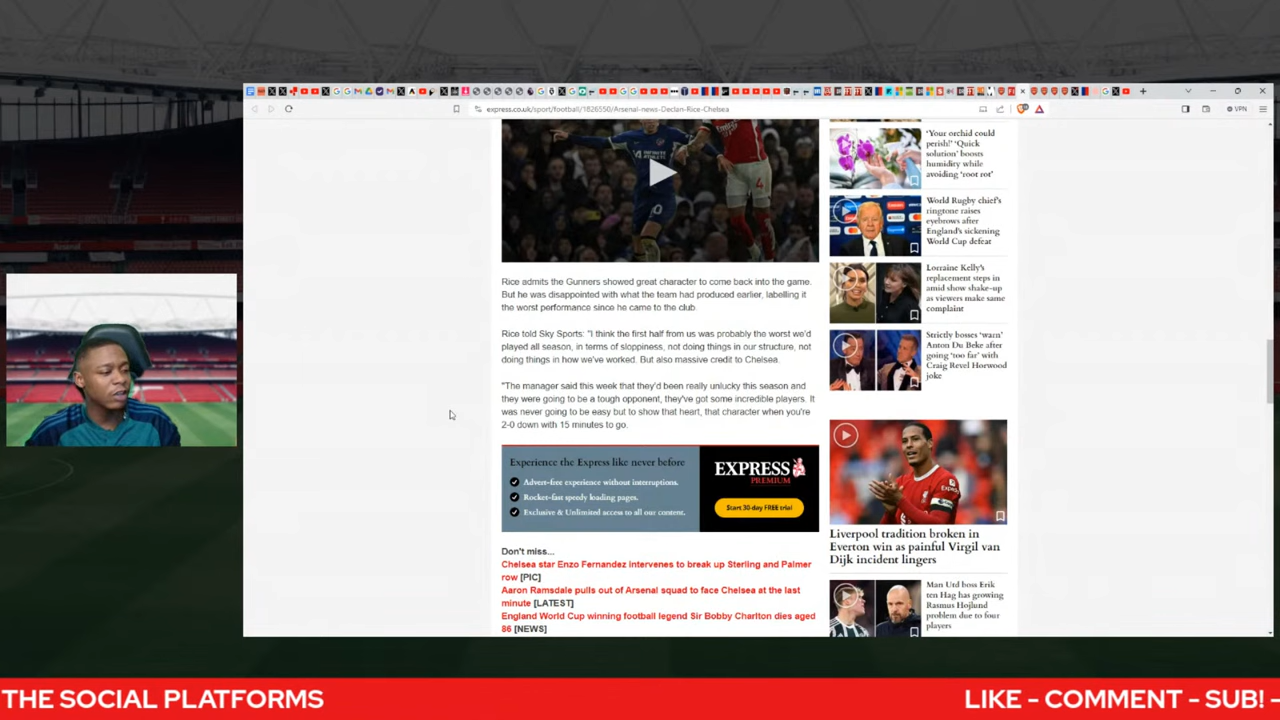 VPN
express.co.uk/sport/football/1826550/Arsenal-news-Declan-Rice-Chelsea
Rice admits the Gunners showed great character to come back into the game.
But he was disappointed with what the team had produced earlier, labelling it
the worst performance since he came to the club.
Rice told Sky Sports: "I think the first half from us was probably the worst we'd
played all season, in terms of sloppiness, not doing things in our structure, not
doing things in how we've worked. But also massive credit to Chelsea.
"The manager said this week that they'd been really unlucky this season and
they were going to be a tough opponent, they've got some incredible players. It
was never going to be easy but to show that heart, that character when you're
2-0 down with 15 minutes to go.
Experience the Express like never before
Advert-free experience without interruptions.
Rocket-fast speedy loading pages.
Exclusive & Unlimited access to all our content.
EXPRESS
PREMIUM
Start 30-day FREE trial
Don't miss...
Chelsea star Enzo Fernandez intervenes to break up Sterling and Palmer
row [PIC]
Aaron Ramsdale pulls out of Arsenal squad to face Chelsea at the last
minute [LATEST]
England World Cup winning football legend Sir Bobby Charlton dies aged
86 [NEWS]
'Your orchid could
perish!' 'Quick
solution' boosts
humidity while
avoiding 'root rot'
World Rugby chief's
ringtone raises
eyebrows after
England's sickening
World Cup defeat
Lorraine Kelly's
replacement steps in
amid show shake-up
as viewers make same
complaint
Strictly bosses 'warn'
Anton Du Beke after
going 'too far' with
Craig Revel Horwood
joke
Liverpool tradition broken in
Everton win as painful Virgil van
Dijk incident lingers
Man Utd boss Erik
ten Hag has growing
Rasmus Hojlund
problem due to four
players
THE SOCIAL PLATFORMS
LIKE - COMMENT - SUB! -